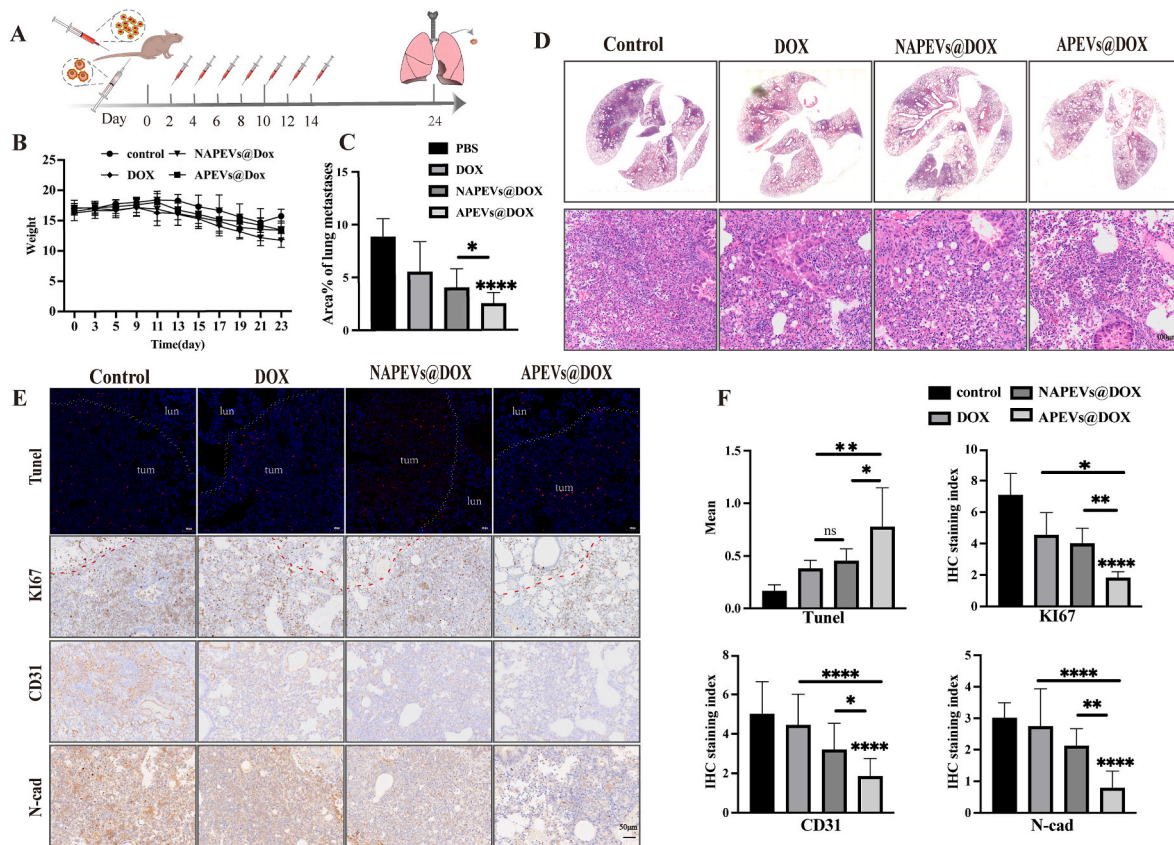 A
Day 0 2 4 6 8 10 12 14 24
B
control NAPEVs@Dox
DOX APEVs@Dox
Weight
25
20
15
10
5
0
0 3 5 9 11 13 15 17 19 21 23
Time(day)
C
PBS
DOX
NAPEVs@DOX
APEVs@DOX
Area% of lung metastases
15
10
5
0
*
****
D
Control DOX NAPEVs@DOX APEVs@DOX
100μm
E
Control DOX NAPEVs@DOX APEVs@DOX
Tunel
lun lun lun
tum tum tum tum
lun
KI67
CD31
N-cad
50μm
F
control NAPEVs@DOX
DOX APEVs@DOX
Mean
1.5
1.0
0.5
0.0
**
*
ns
Tunel
IHC staining index
10
8
6
4
2
0
*
**
****
KI67
IHC staining index
6
4
2
0
****
*
****
CD31
IHC staining index
5
4
3
2
1
0
****
**
****
N-cad